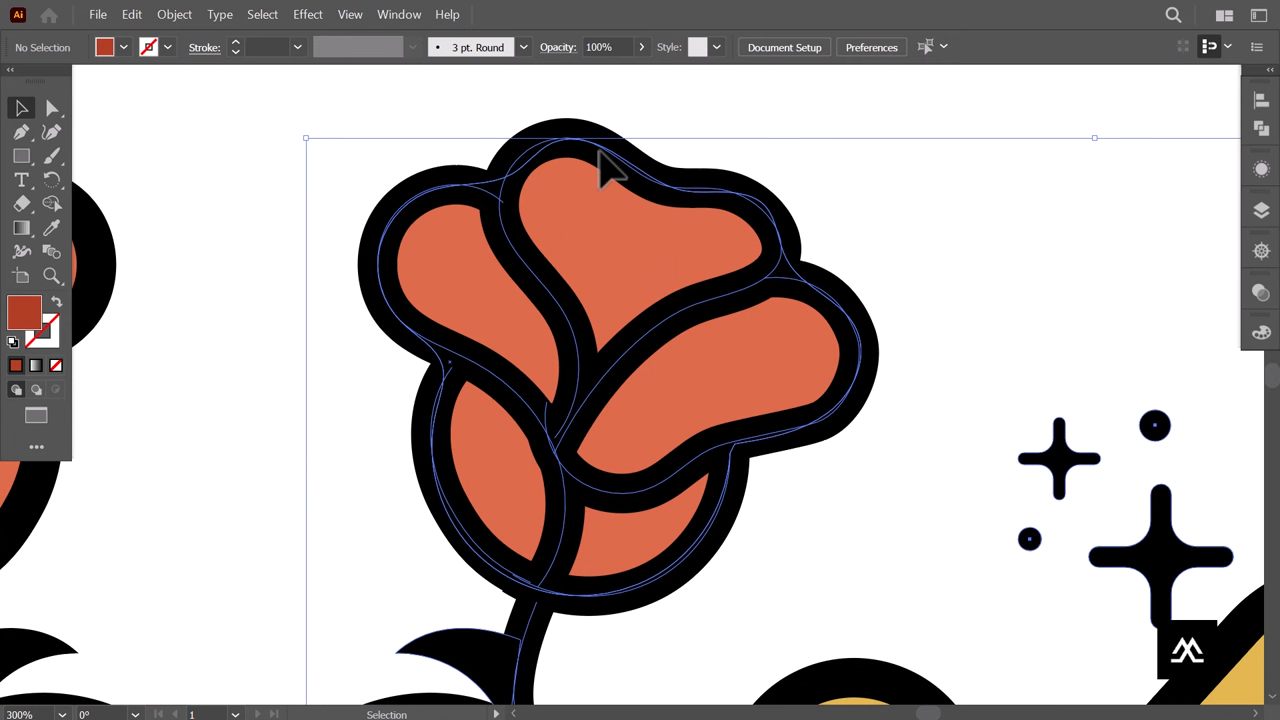 Ai File Edit Object Type Select Effect View Window Help
No Selection Stroke: 3 pt. Round Opacity: 100% Style: Document Setup Preferences
300% 0° 1 Selection